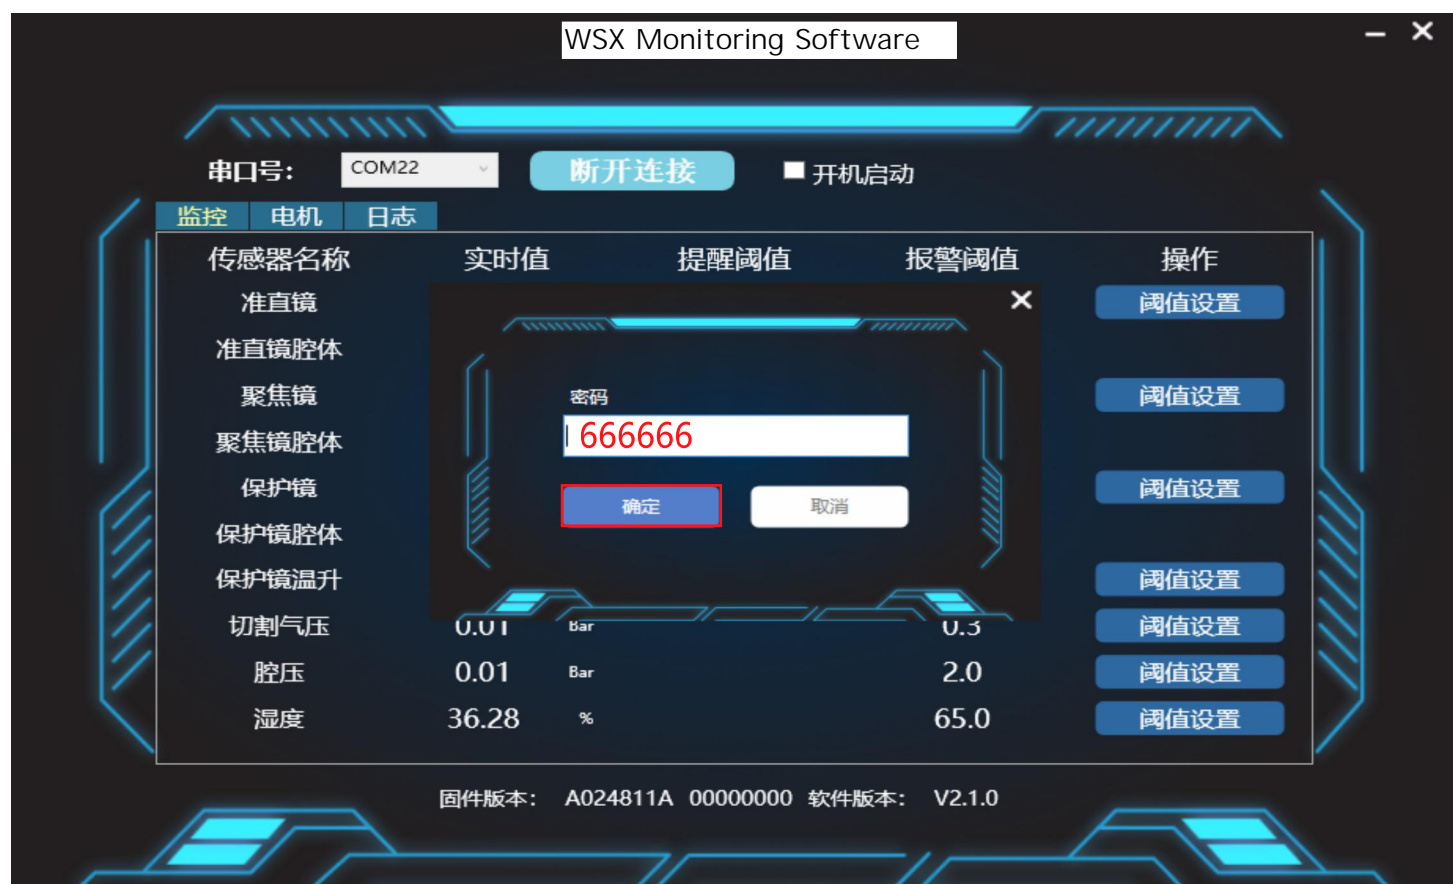 WSX Monitoring Software
串口号： COM22 断开连接 开机启动
监控 电机 日志
传感器名称 实时值 提醒阈值 报警阈值 操作
准直镜 阈值设置
准直镜腔体
聚焦镜 阈值设置
密码
聚焦镜腔体 666666
保护镜 阈值设置
确定 取消
保护镜腔体
保护镜温升 阈值设置
切割气压 0.01 Bar 0.3 阈值设置
腔压 0.01 Bar 2.0 阈值设置
湿度 36.28 % 65.0 阈值设置
固件版本： A024811A 00000000 软件版本： V2.1.0